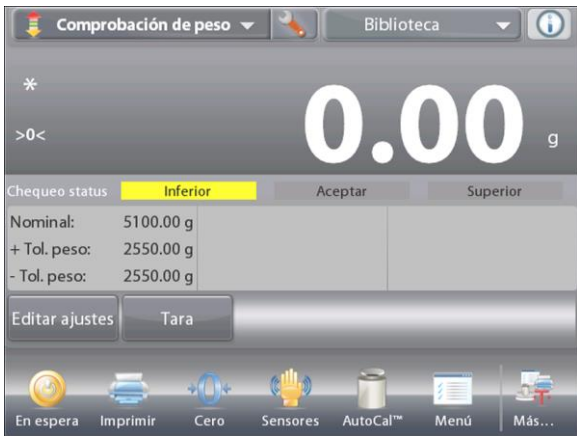 Comprobación de peso Biblioteca
*
0.00
>0< g
Chequeo status Inferior Aceptar Superior
Nominal: 5100.00 g
+ Tol. peso: 2550.00 g
- Tol. peso: 2550.00 g
Editar ajustes Tara
En espera Imprimir Cero Sensores AutoCal™ Menú Más...